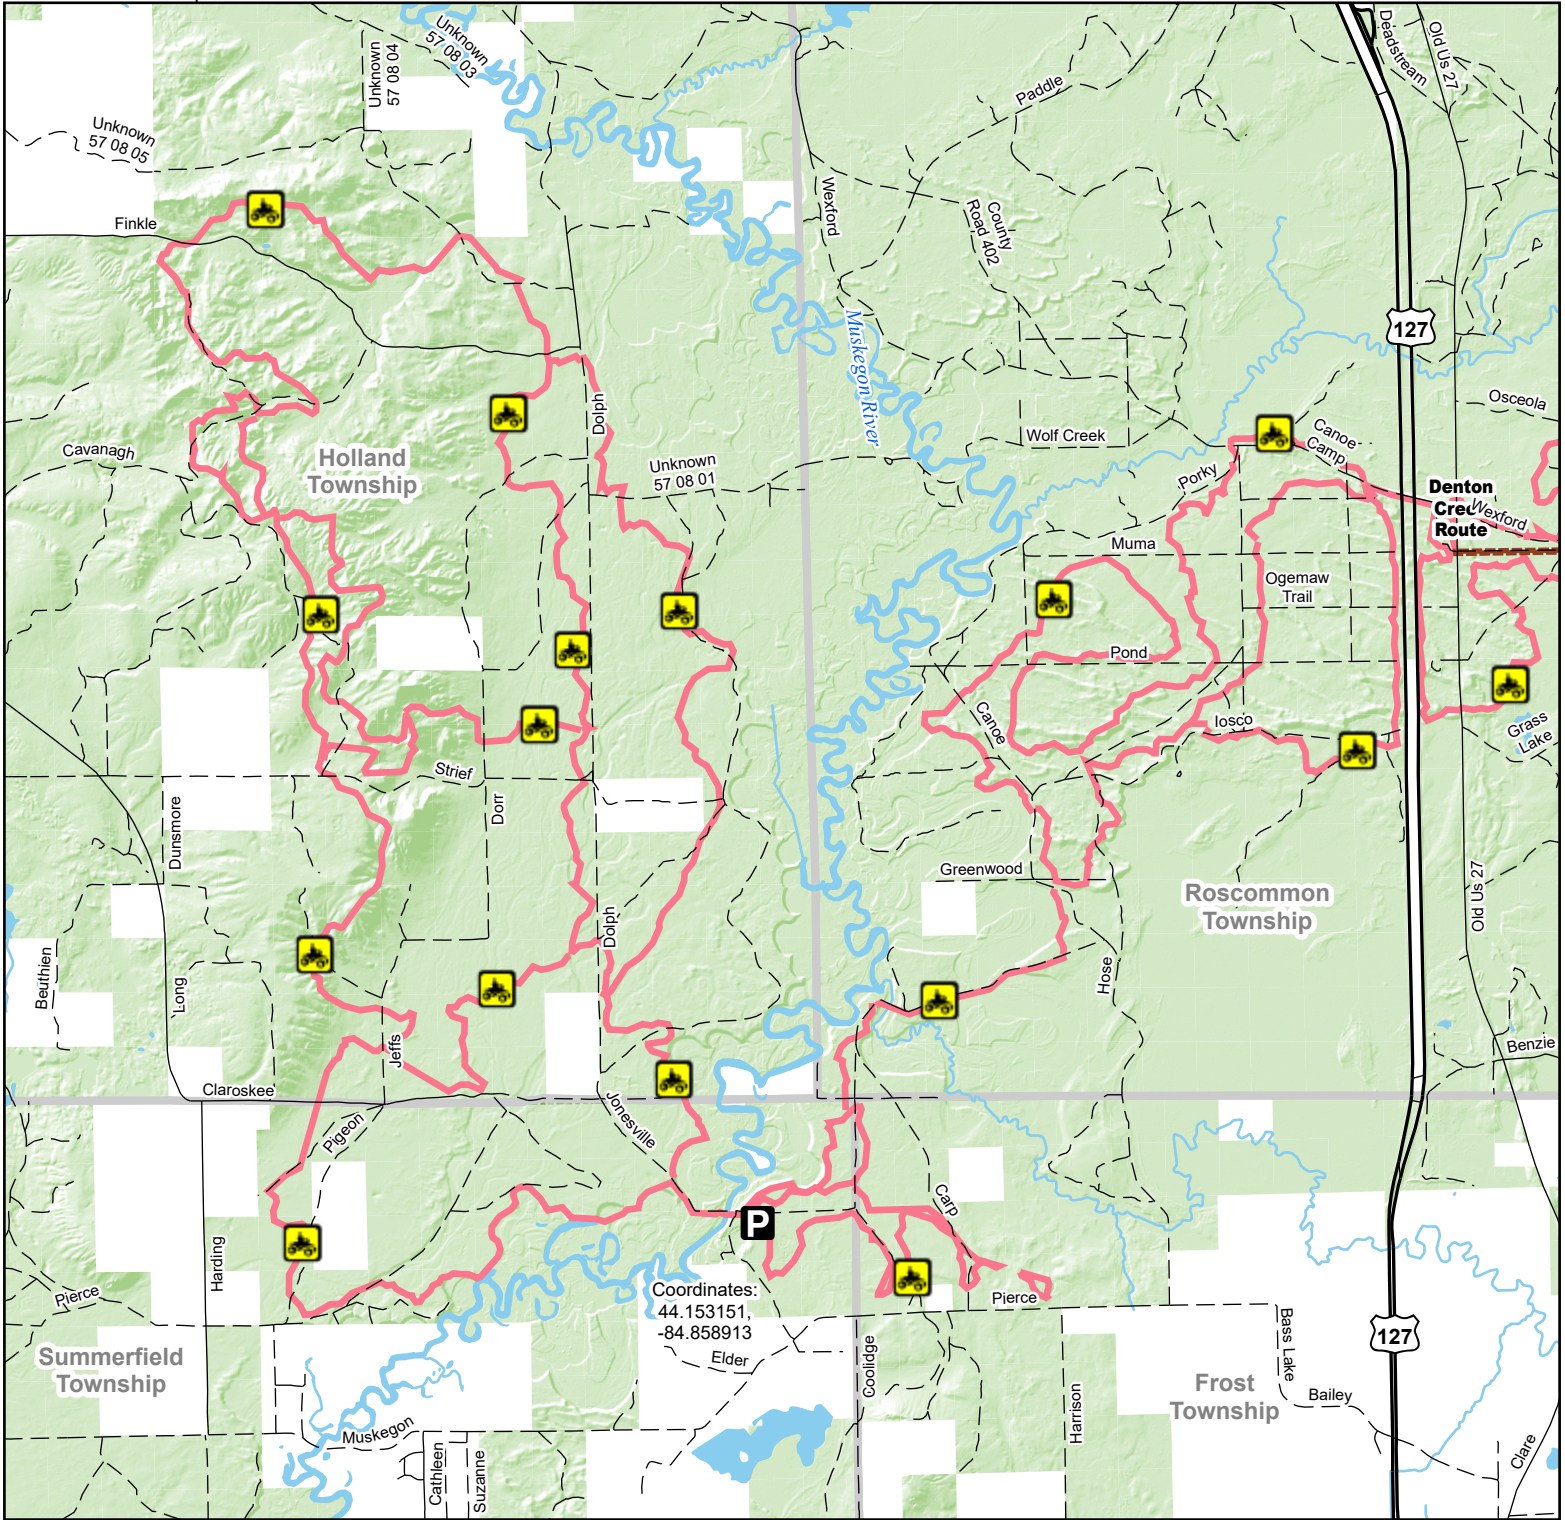 Unknown
57 08 04
Unknown
57 08 03
Deadstream
Old Us 27
Paddle
Unknown
57 08 05
Wexford
County
Road 402
Finkle
Muskegon River
127
Dolph
Osceola
Wolf Creek
Canoe
Camp
Cavanagh
Holland
Township
Unknown
57 08 01
Porky
Denton
Creek
Route
Wexford
Muma
Ogemaw
Trail
Pond
Canoe
Iosco
Grass
Lake
Strief
Dorr
Dunsmore
Greenwood
Roscommon
Township
Old Us 27
Dolph
Hose
Beuthien
Long
Jeffs
Benzie
Claroskee
Jonesville
Pigeon
Carp
P
Harding
Pierce
Coordinates:
44.153151,
-84.858913
Pierce
Bass Lake
127
Elder
Coolidge
Summerfield
Township
Frost
Township
Bailey
Harrison
Muskegon
Cathleen
Suzanne
Clare